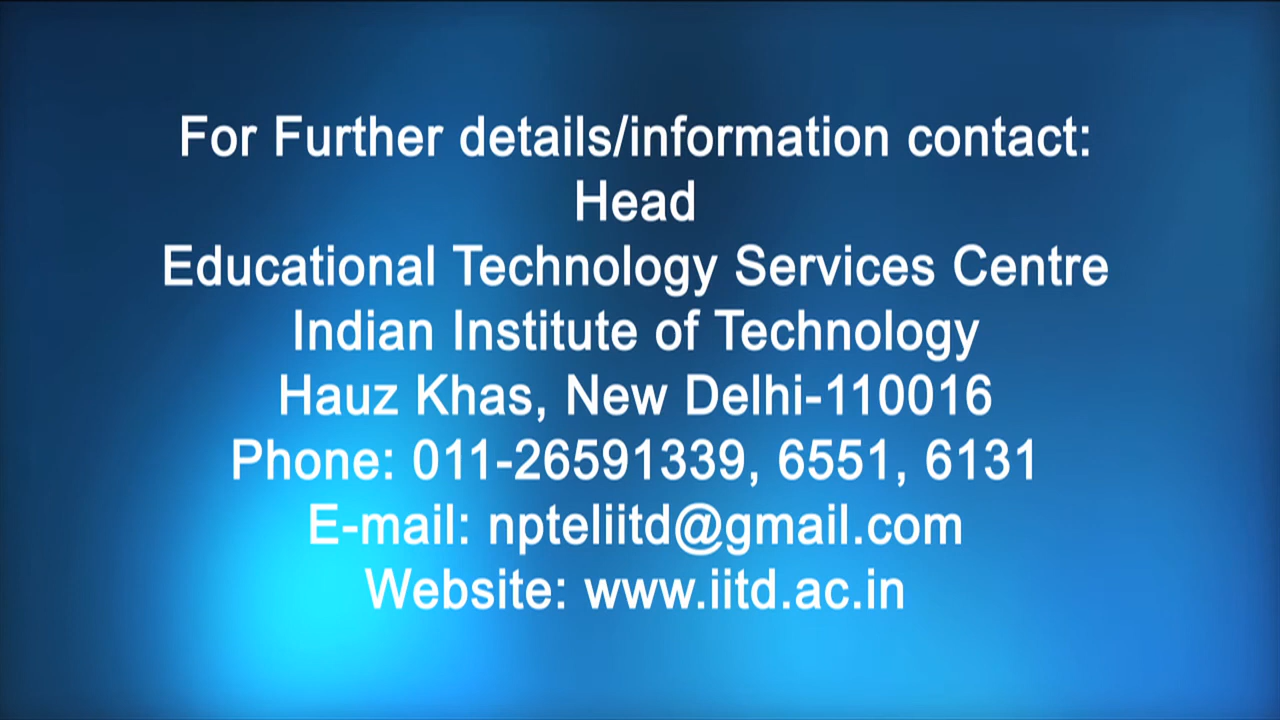 For Further details/information contact:
Head
Educational Technology Services Centre
Indian Institute of Technology
Hauz Khas, New Delhi-110016
Phone: 011-26591339, 6551, 6131
E-mail: npteliitd@gmail.com
Website: www.iitd.ac.in